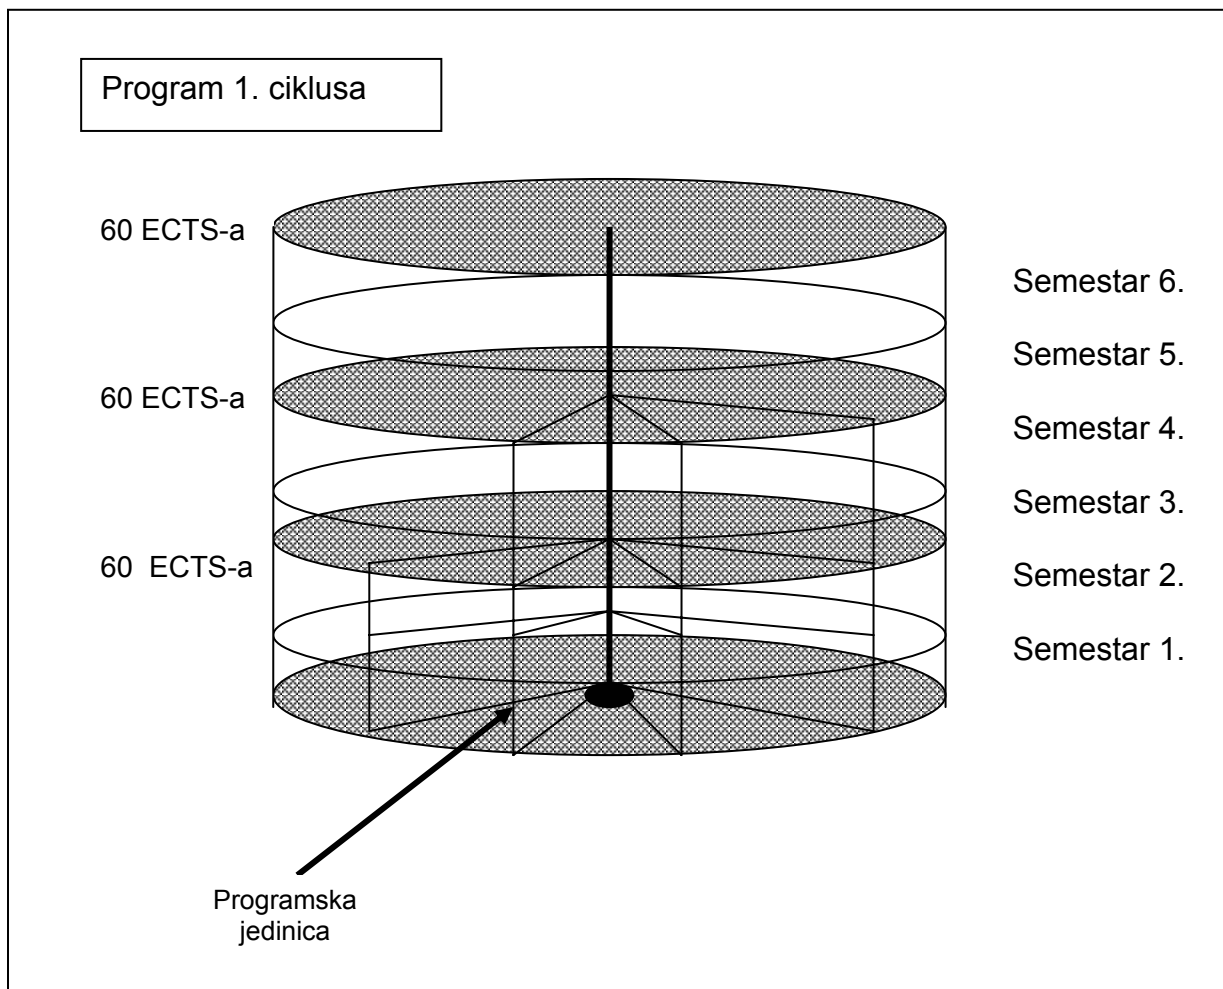 Program 1. ciklusa
60 ECTS-a
Semestar 6.
Semestar 5.
60 ECTS-a
Semestar 4.
Semestar 3.
60 ECTS-a
Semestar 2.
Semestar 1.
Programska
jedinica